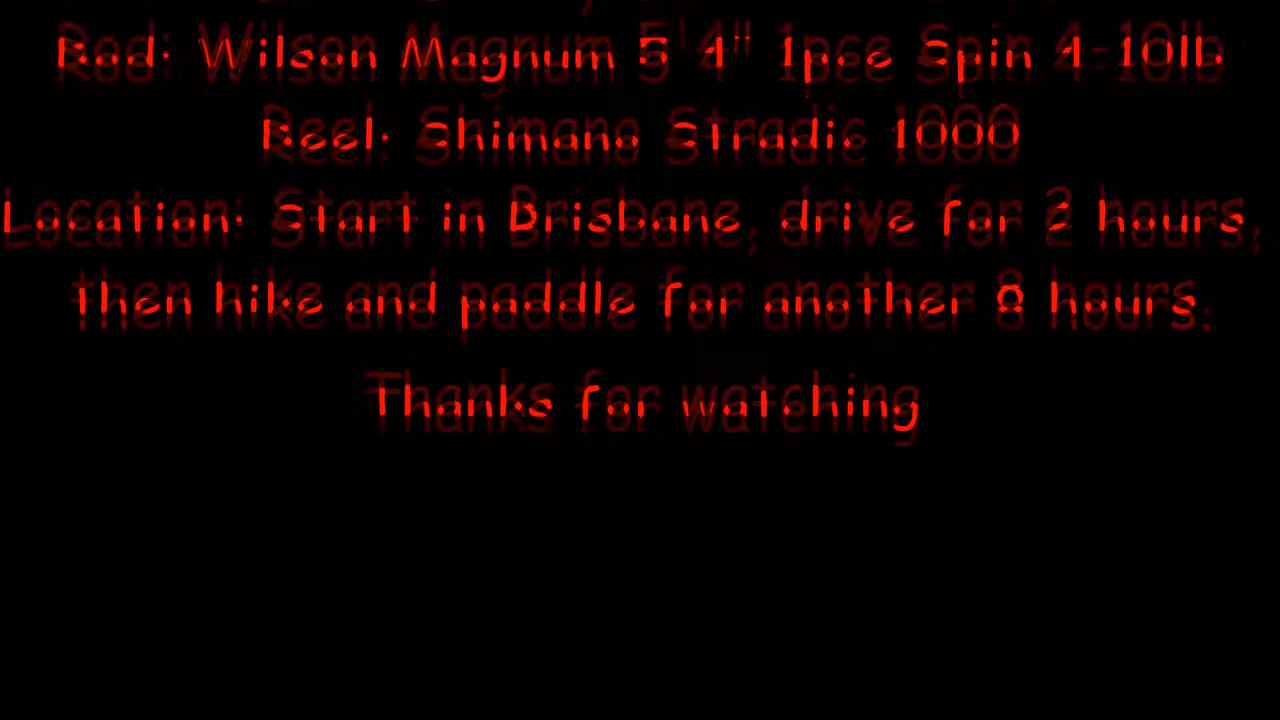 Rod: Wilson Magnum 5'4" 1pce Spin 4-10lb
Reel: Shimano Stradic 1000
Location: Start in Brisbane, drive for 2 hours,
then hike and paddle for another 8 hours.
Thanks for watching